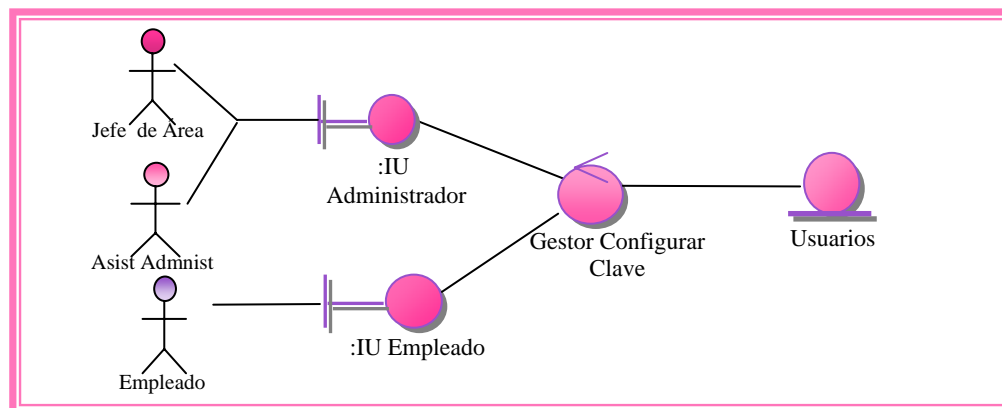 Jefe de Área
:IU
Administrador
Asist Admnist
Gestor Configurar
Clave
Usuarios
:IU Empleado
Empleado